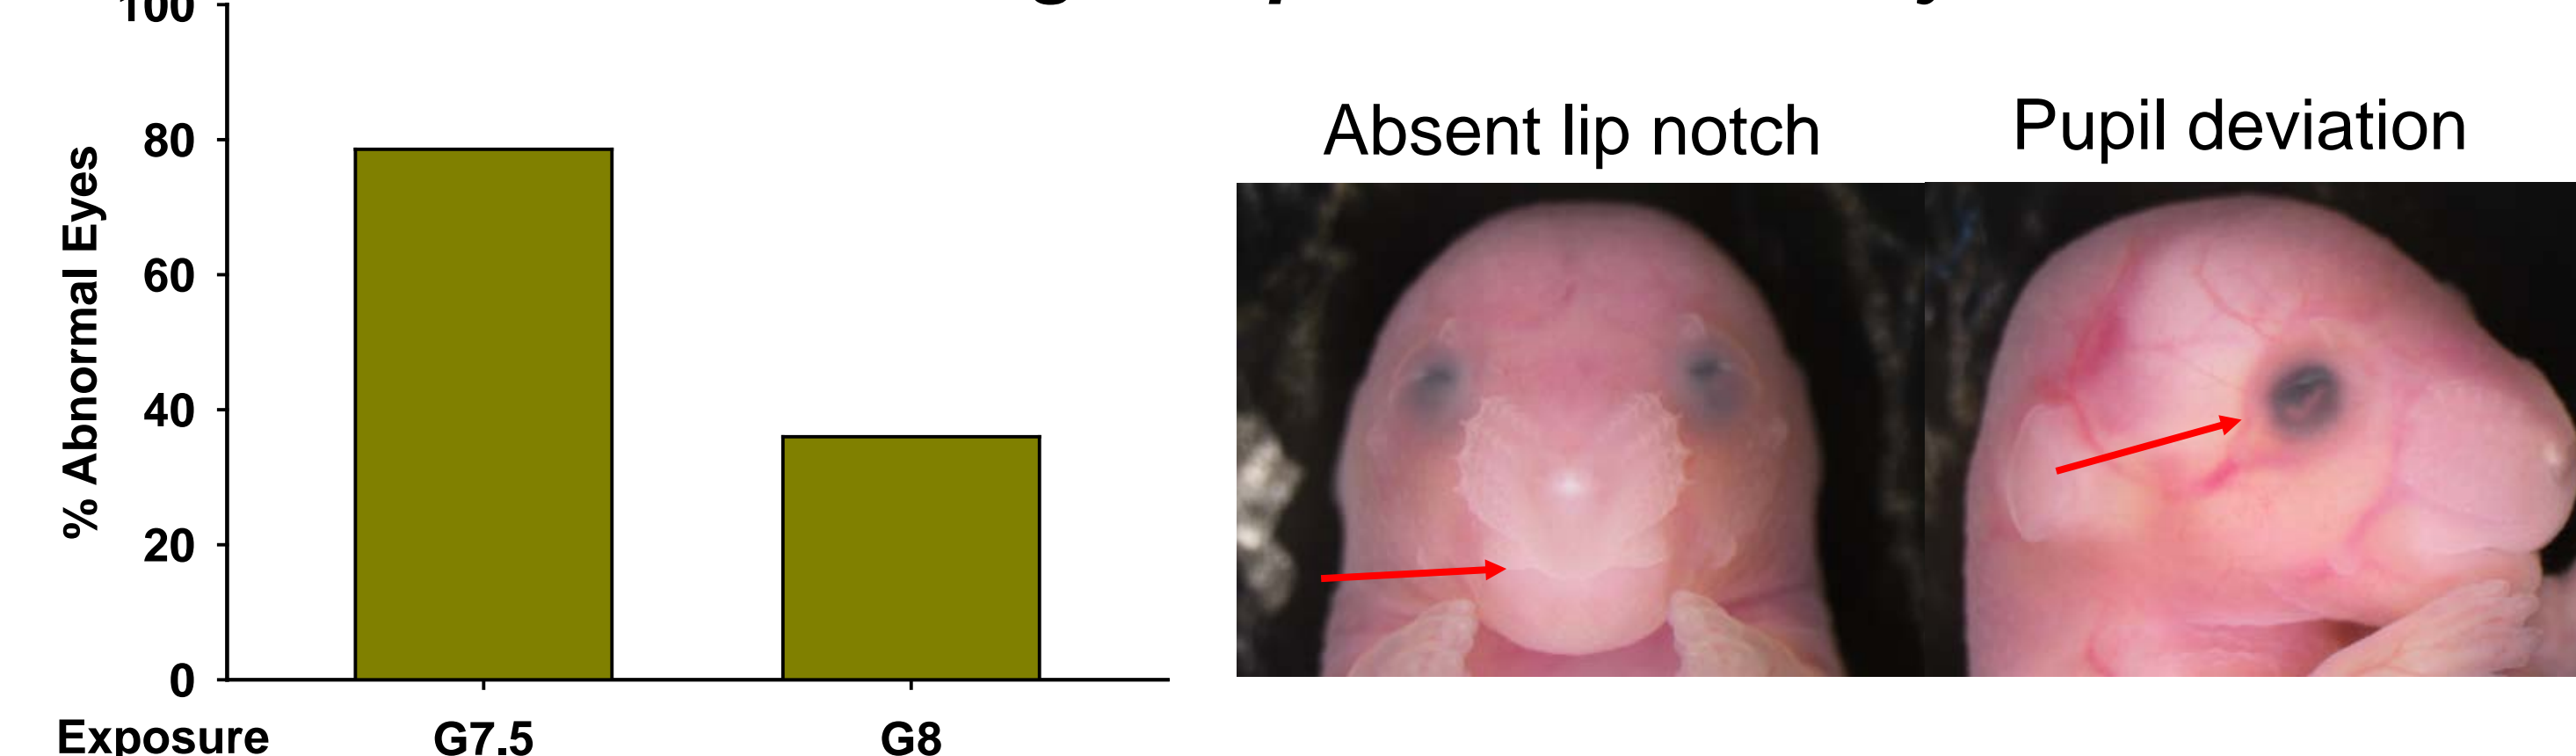 100
80
60
40
20
0
% Abnormal Eyes
Exposure
G7.5
G8
Absent lip notch
Pupil deviation